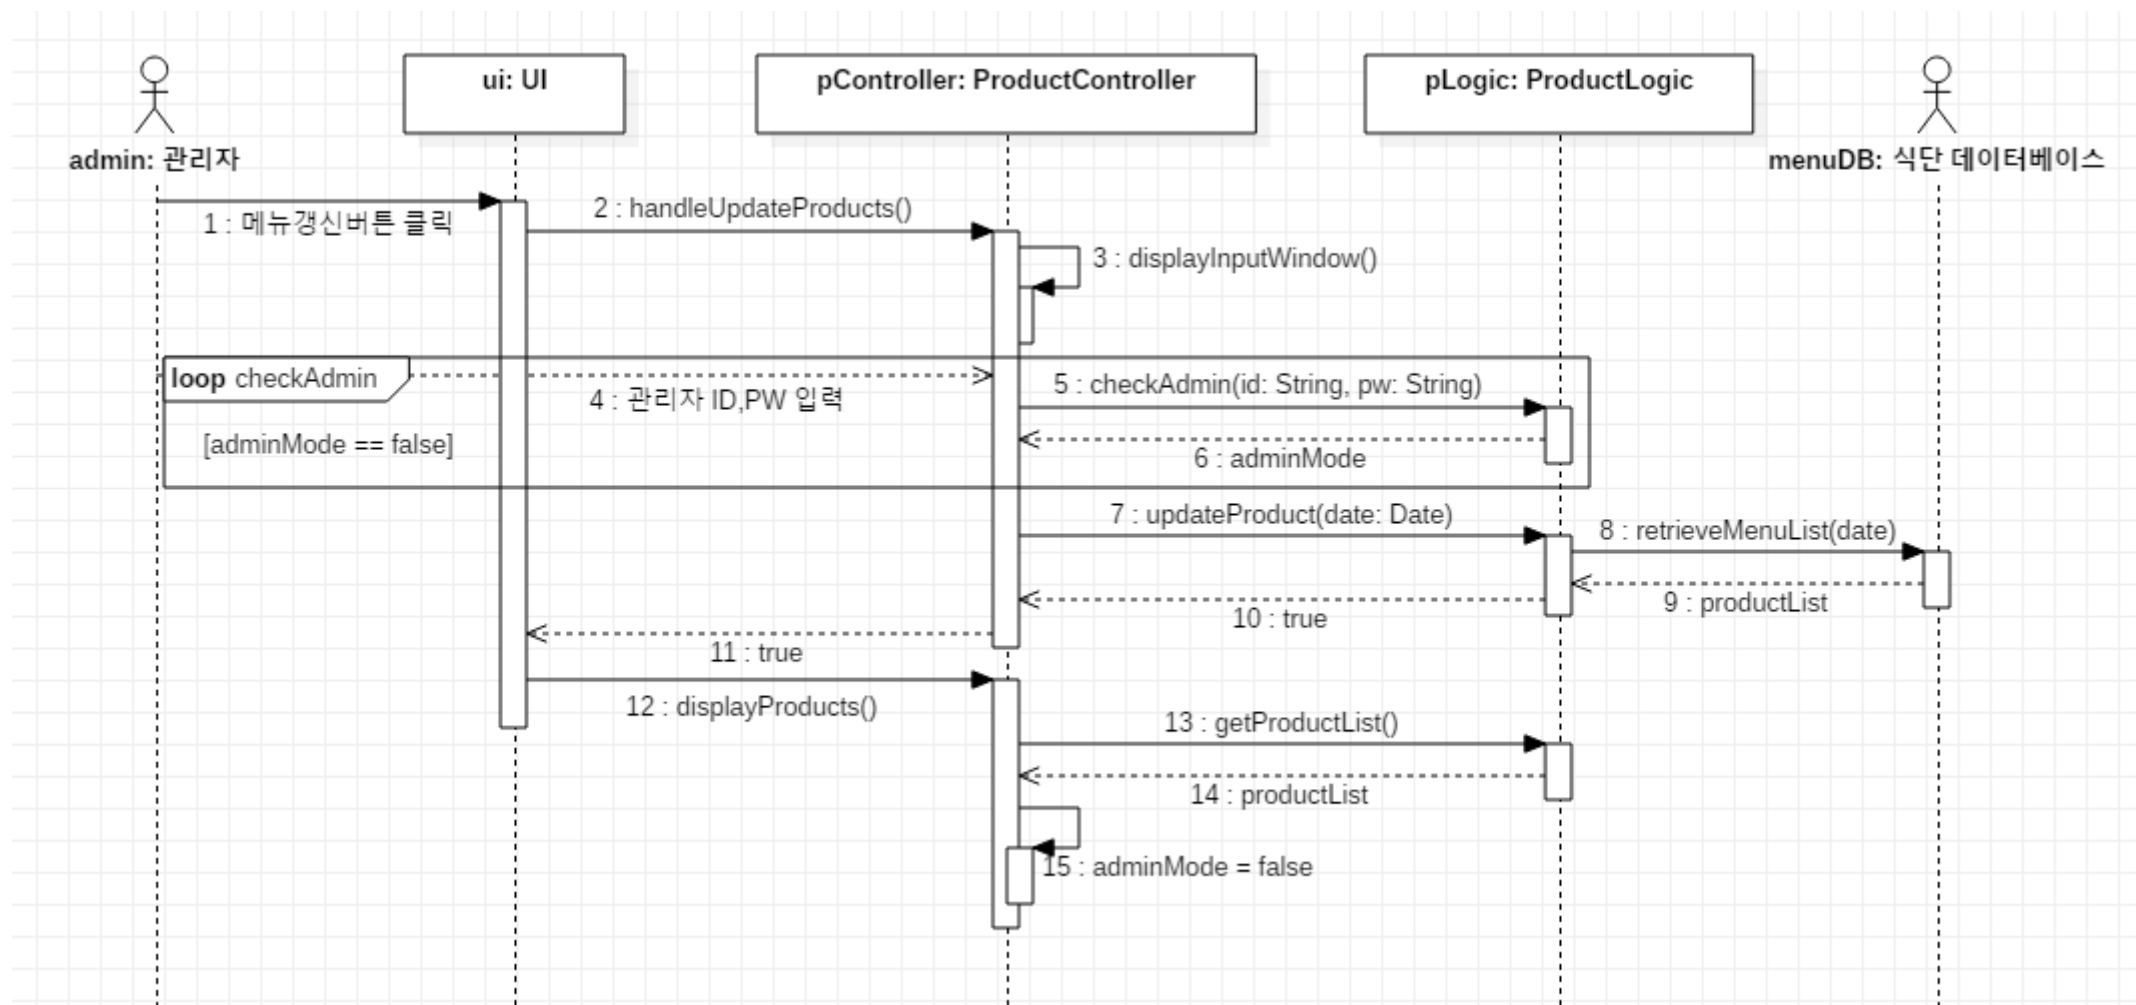 ui: UI
pController: ProductController
pLogic: ProductLogic
admin: 관리자
menuDB: 식단 데이터베이스
1 : 메뉴갱신버튼 클릭
2 : handleUpdateProducts()
3 : displayInputWindow()
loop checkAdmin
4 : 관리자 ID,PW 입력
5 : checkAdmin(id: String, pw: String)
[adminMode == false]
6 : adminMode
7 : updateProduct(date: Date)
8 : retrieveMenuList(date)
9 : productList
10 : true
11 : true
12 : displayProducts()
13 : getProductList()
14 : productList
15 : adminMode = false